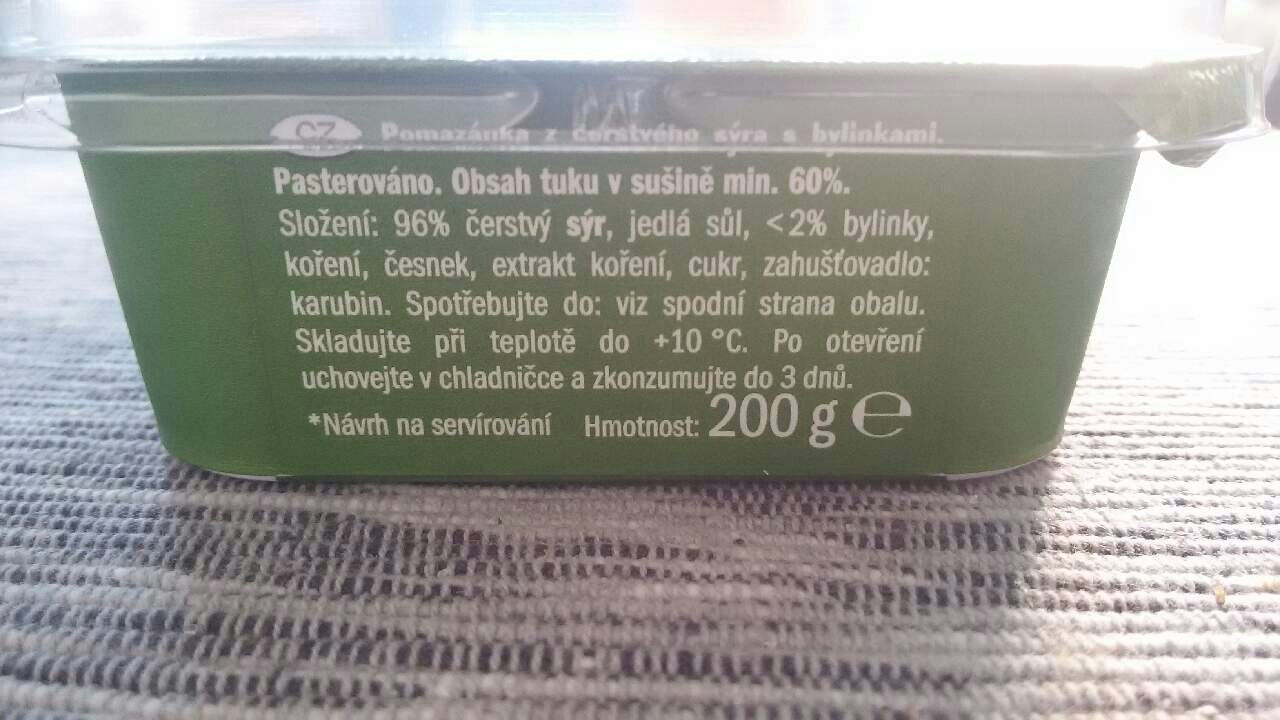 CZ Pomazánka z čerstvého sýra s bylinkami.
Pasterováno. Obsah tuku v sušině min. 60%.
Složení: 96% čerstvý sýr, jedlá sůl, <2% bylinky,
koření, česnek, extrakt koření, cukr, zahušťovadlo:
karubin. Spotřebujte do: viz spodní strana obalu.
Skladujte při teplotě do +10 °C. Po otevření
uchovejte v chladničce a zkonzumujte do 3 dnů.
*Návrh na servírování Hmotnost: 200 g ℮